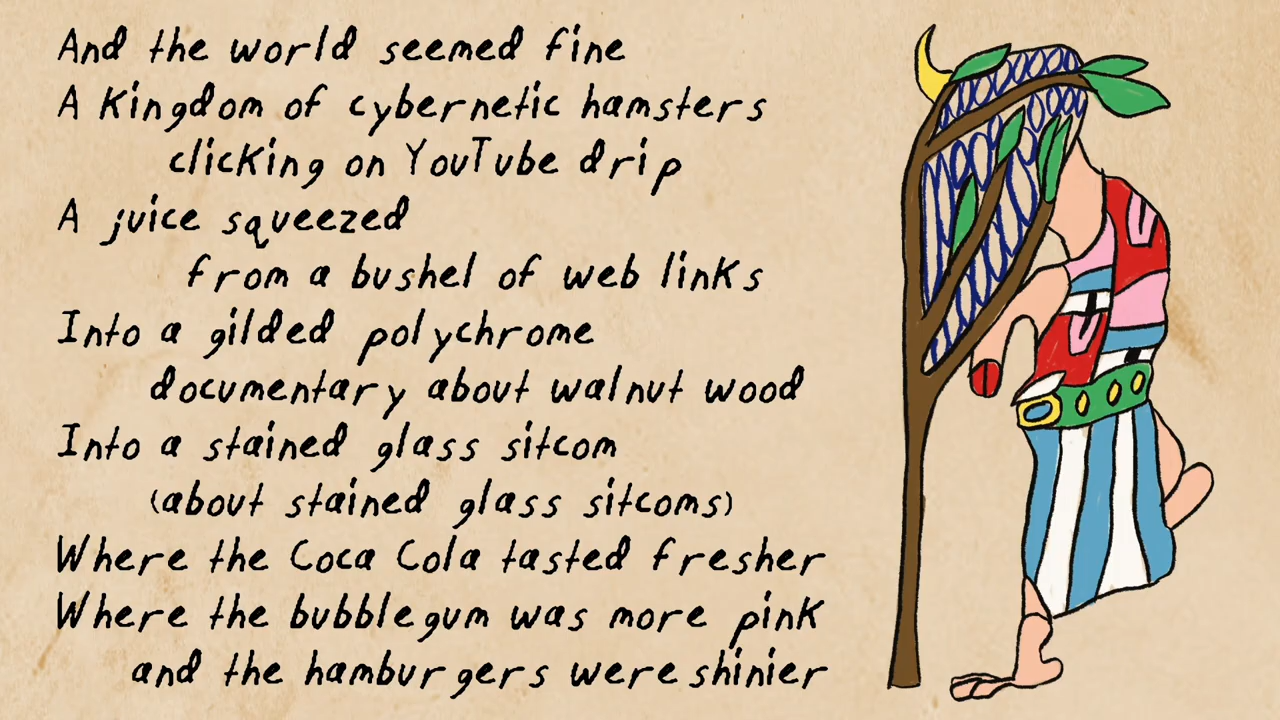 And the world seemed fine
A Kingdom of cybernetic hamsters
clicking on YouTube drip
A juice squeezed
from a bushel of web links
Into a gilded polychrome
documentary about walnut wood
Into a stained glass sitcom
(about stained glass sitcoms)
Where the Coca Cola tasted fresher
Where the bubblegum was more pink
and the hamburgers were shinier